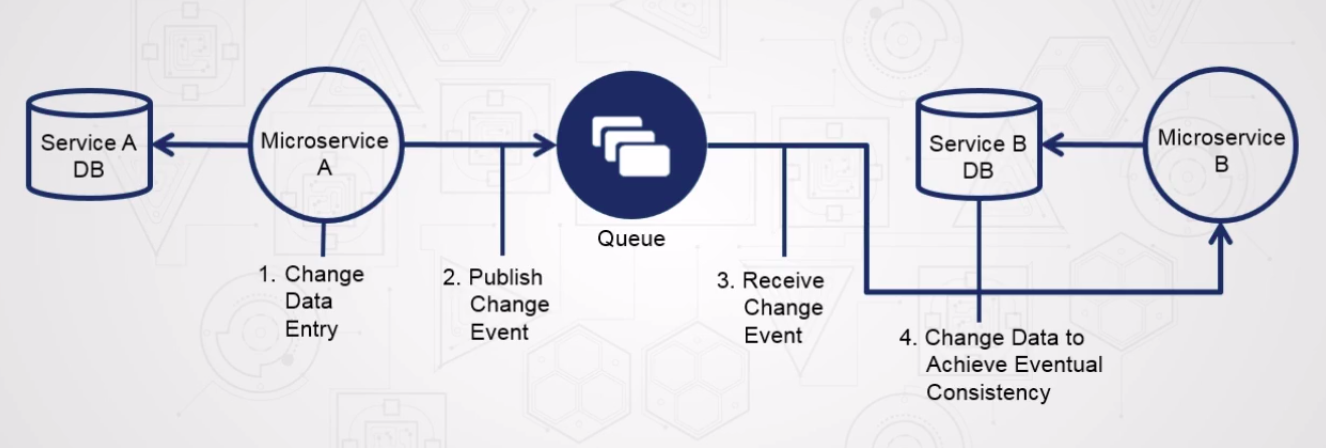 Service A
DB
Microservice
A
Queue
Service B
DB
Microservice
B
1. Change
Data
Entry
2. Publish
Change
Event
3. Receive
Change
Event
4. Change Data to
Achieve Eventual
Consistency